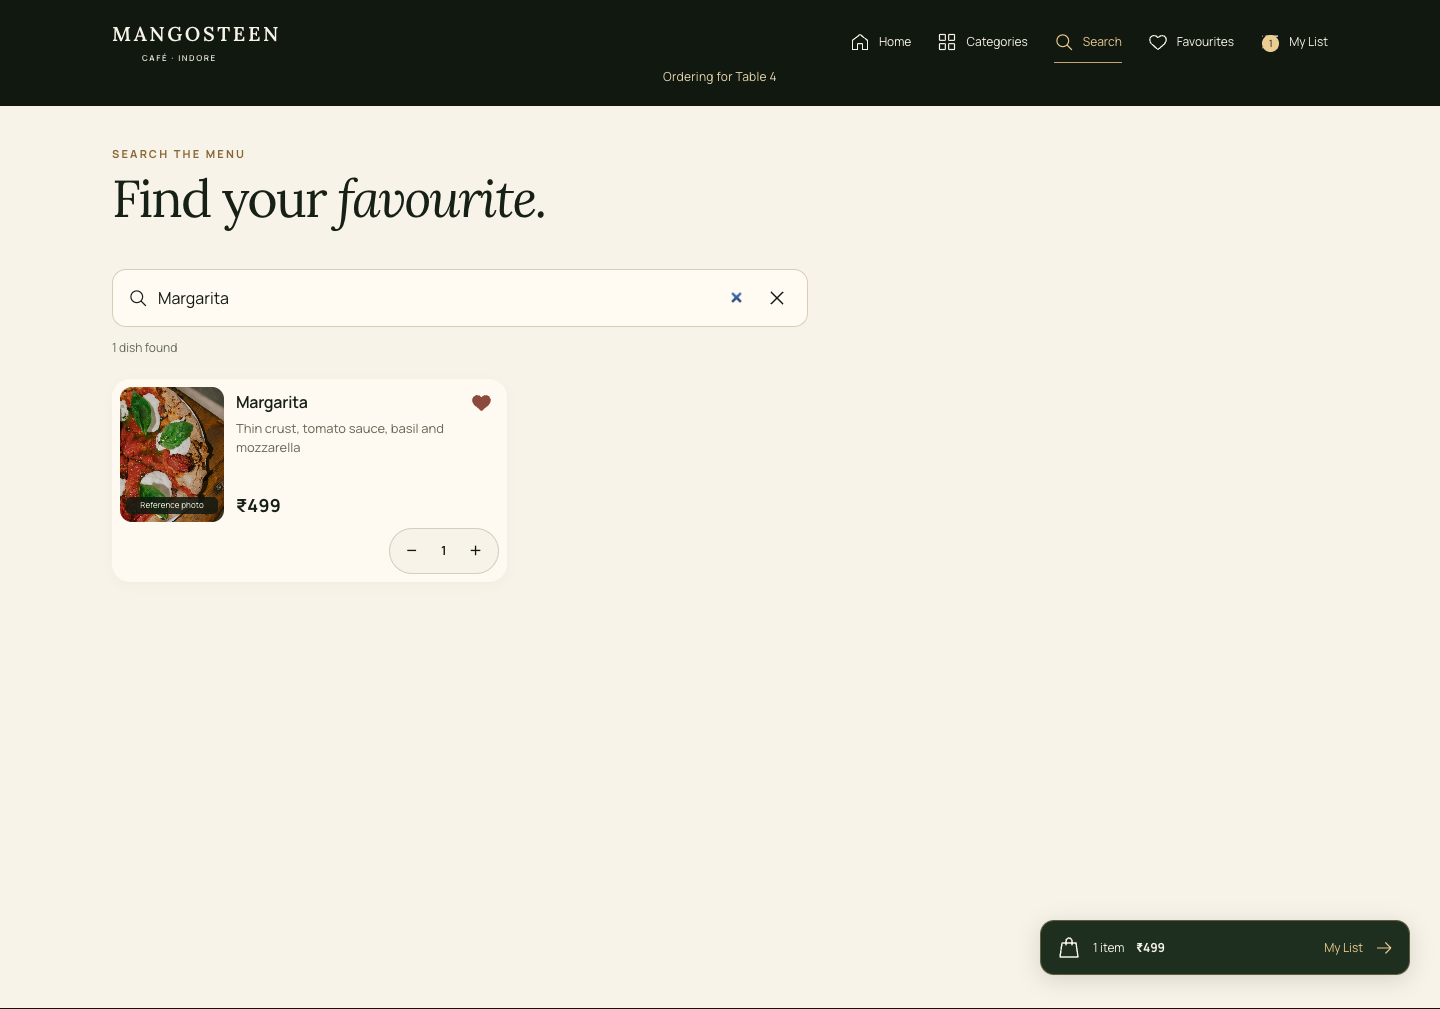 MANGOSTEEN
CAFÉ · INDORE
Home
Categories
Search
Favourites
1
My List
Ordering for Table 4
SEARCH THE MENU
Find your favourite.
Margarita
1 dish found
Margarita
Thin crust, tomato sauce, basil and
mozzarella
Reference photo
₹499
− 1 +
1 item ₹499 My List